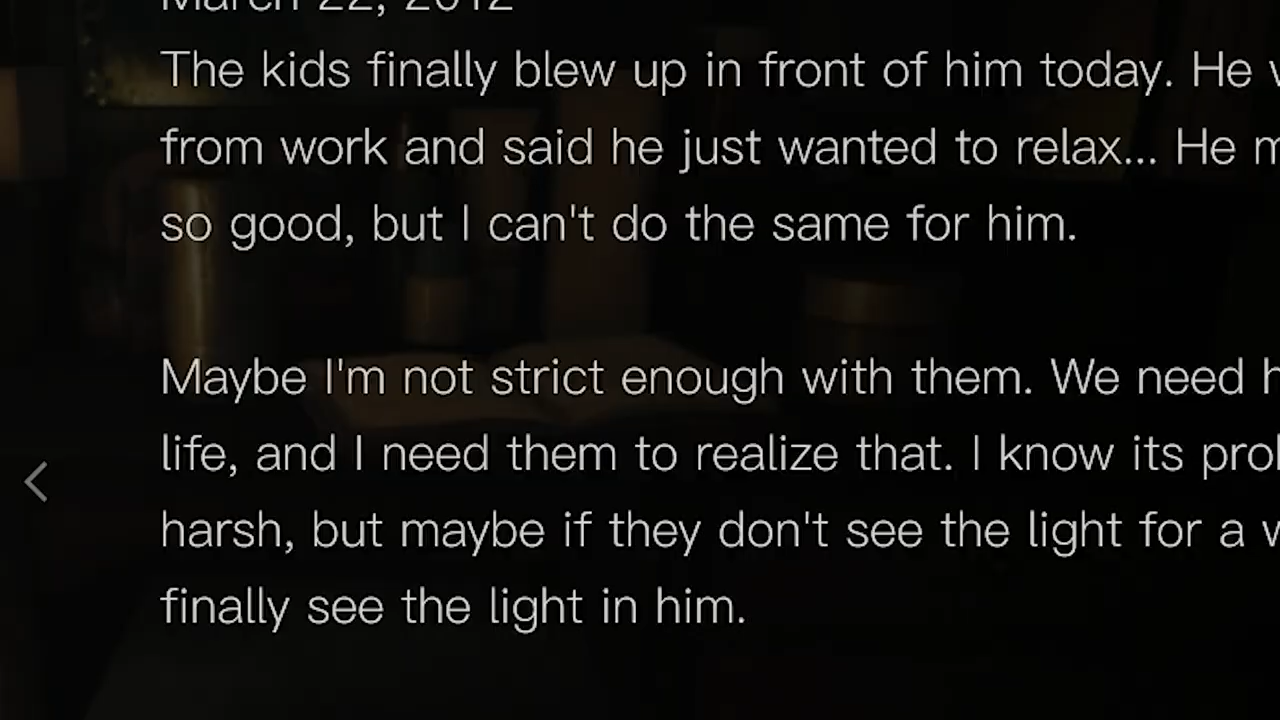 March 22, 2012
The kids finally blew up in front of him today. He
from work and said he just wanted to relax... He
so good, but I can't do the same for him.
Maybe I'm not strict enough with them. We need
life, and I need them to realize that. I know its
harsh, but maybe if they don't see the light for a
finally see the light in him.